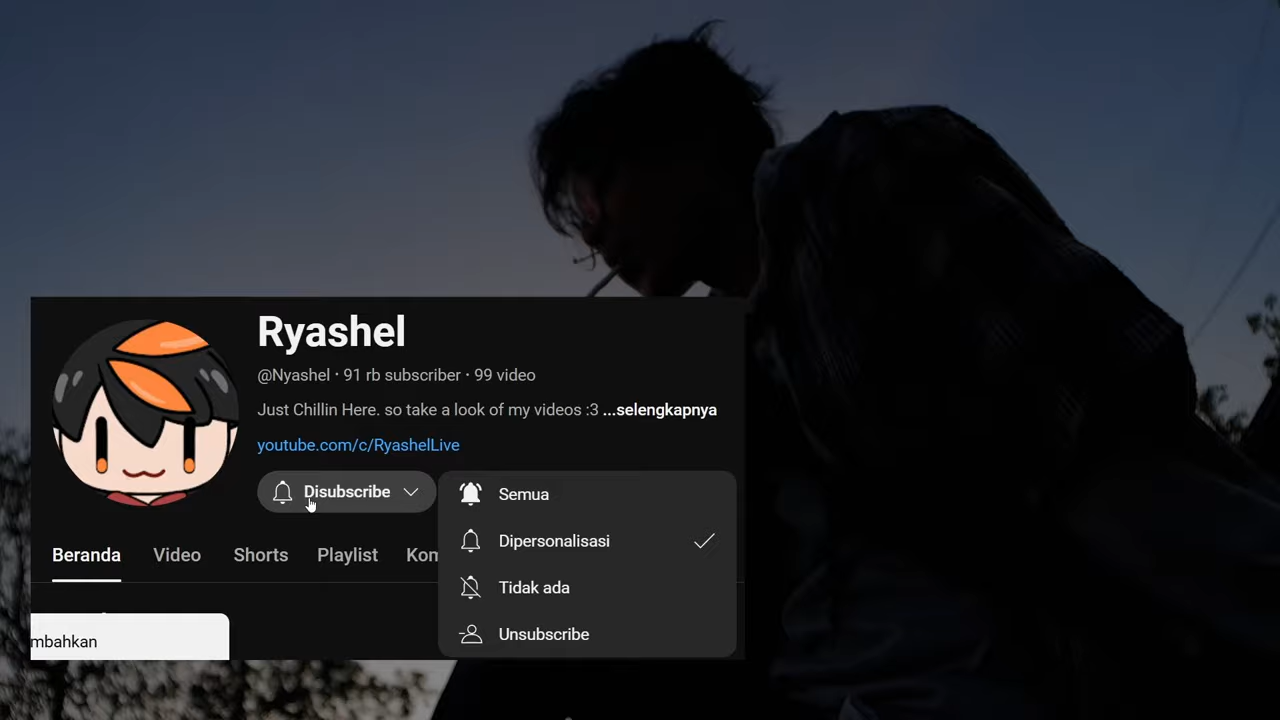 Ryashel
@Nyashel · 91 rb subscriber · 99 video
Just Chillin Here. so take a look of my videos :3 ...selengkapnya
youtube.com/c/RyashelLive
Disubscribe
Semua
Dipersonalisasi
Tidak ada
Unsubscribe
Beranda Video Shorts Playlist Kom
mbahkan